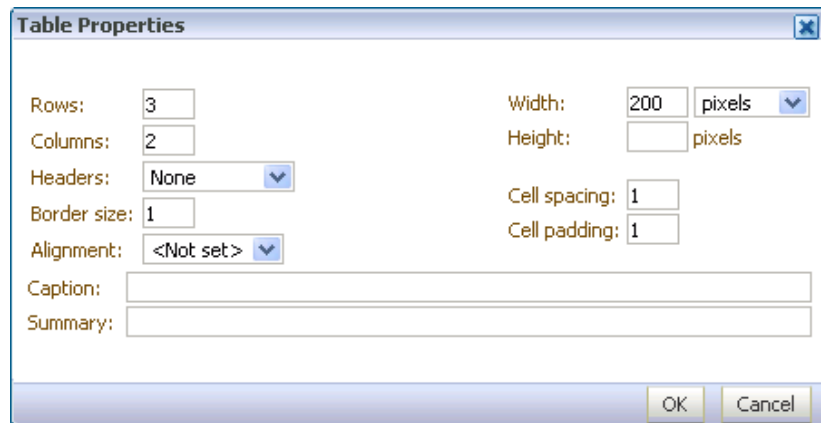 Table Properties
Rows: 3 Width: 200 pixels
Columns: 2 Height: pixels
Headers: None
Border size: 1 Cell spacing: 1
Alignment: <Not set> Cell padding: 1
Caption:
Summary:
OK Cancel